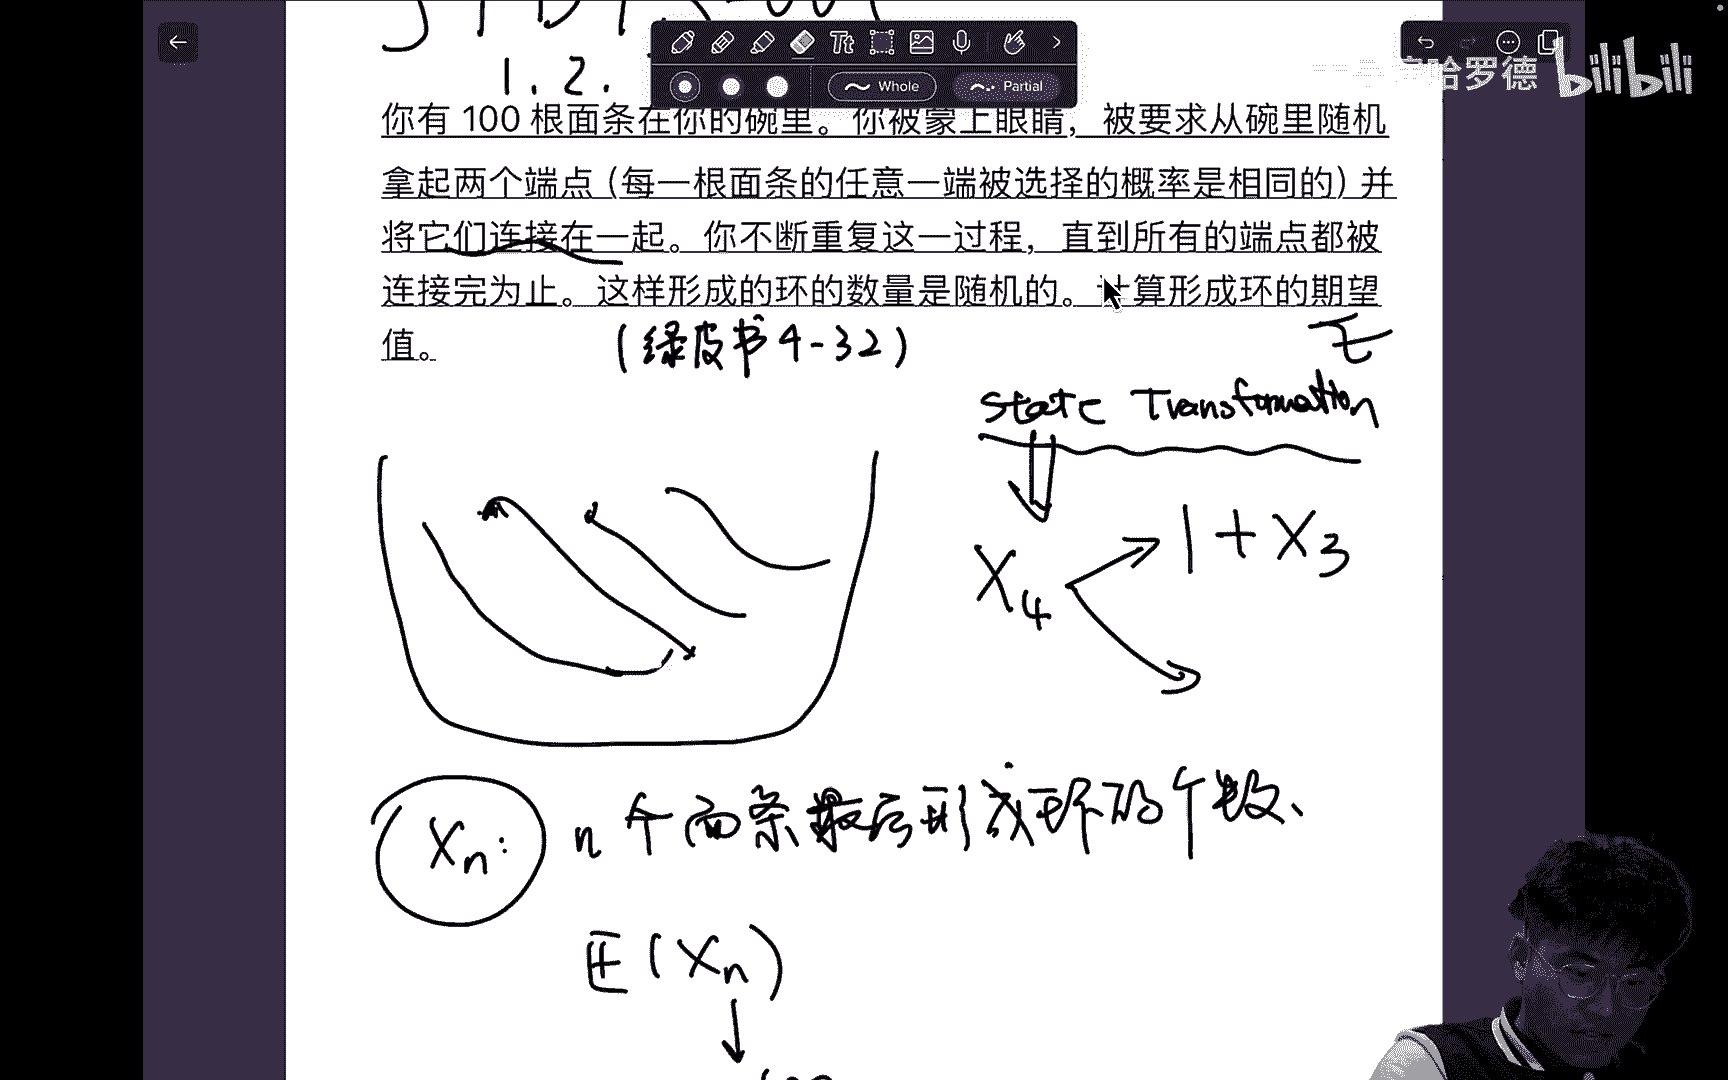 1. 2.
Tt
Whole
Partial
哈罗德 bilibili
你有 100 根面条在你的碗里。你被蒙上眼睛，被要求从碗里随机
拿起两个端点（每一根面条的任意一端被选择的概率是相同的）并
将它们连接在一起。你不断重复这一过程，直到所有的端点都被
连接完为止。这样形成的环的数量是随机的。计算形成环的期望
值。
(绿皮书 4-32)
State Transformation
X4
1 + X3
Xn:
n 个面条最后形成环的个数、
E(Xn)